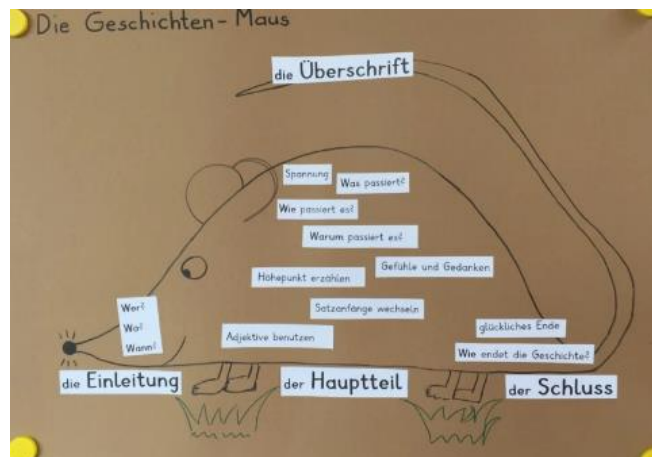 Die Geschichten-Maus
die Überschrift
Spannung
Was passiert?
Wie passiert es?
Warum passiert es?
Gefühle und Gedanken
Höhepunkt erzählen
Satzanfänge wechseln
Adjektive benutzen
Wer?
Wo?
Wann?
glückliches Ende
Wie endet die Geschichte?
die Einleitung
der Hauptteil
der Schluss